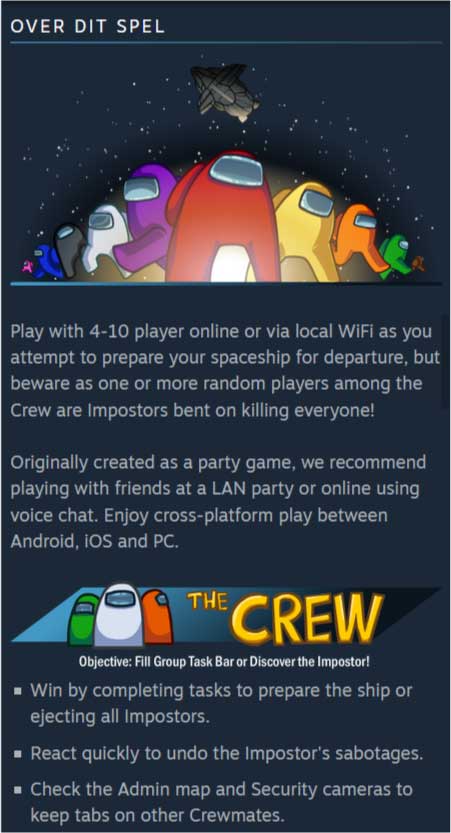 OVER DIT SPEL
Play with 4-10 player online or via local WiFi as you
attempt to prepare your spaceship for departure, but
beware as one or more random players among the
Crew are Impostors bent on killing everyone!
Originally created as a party game, we recommend
playing with friends at a LAN party or online using
voice chat. Enjoy cross-platform play between
Android, iOS and PC.
THE CREW
Objective: Fill Group Task Bar or Discover the Impostor!
▪ Win by completing tasks to prepare the ship or
ejecting all Impostors.
▪ React quickly to undo the Impostor's sabotages.
▪ Check the Admin map and Security cameras to
keep tabs on other Crewmates.